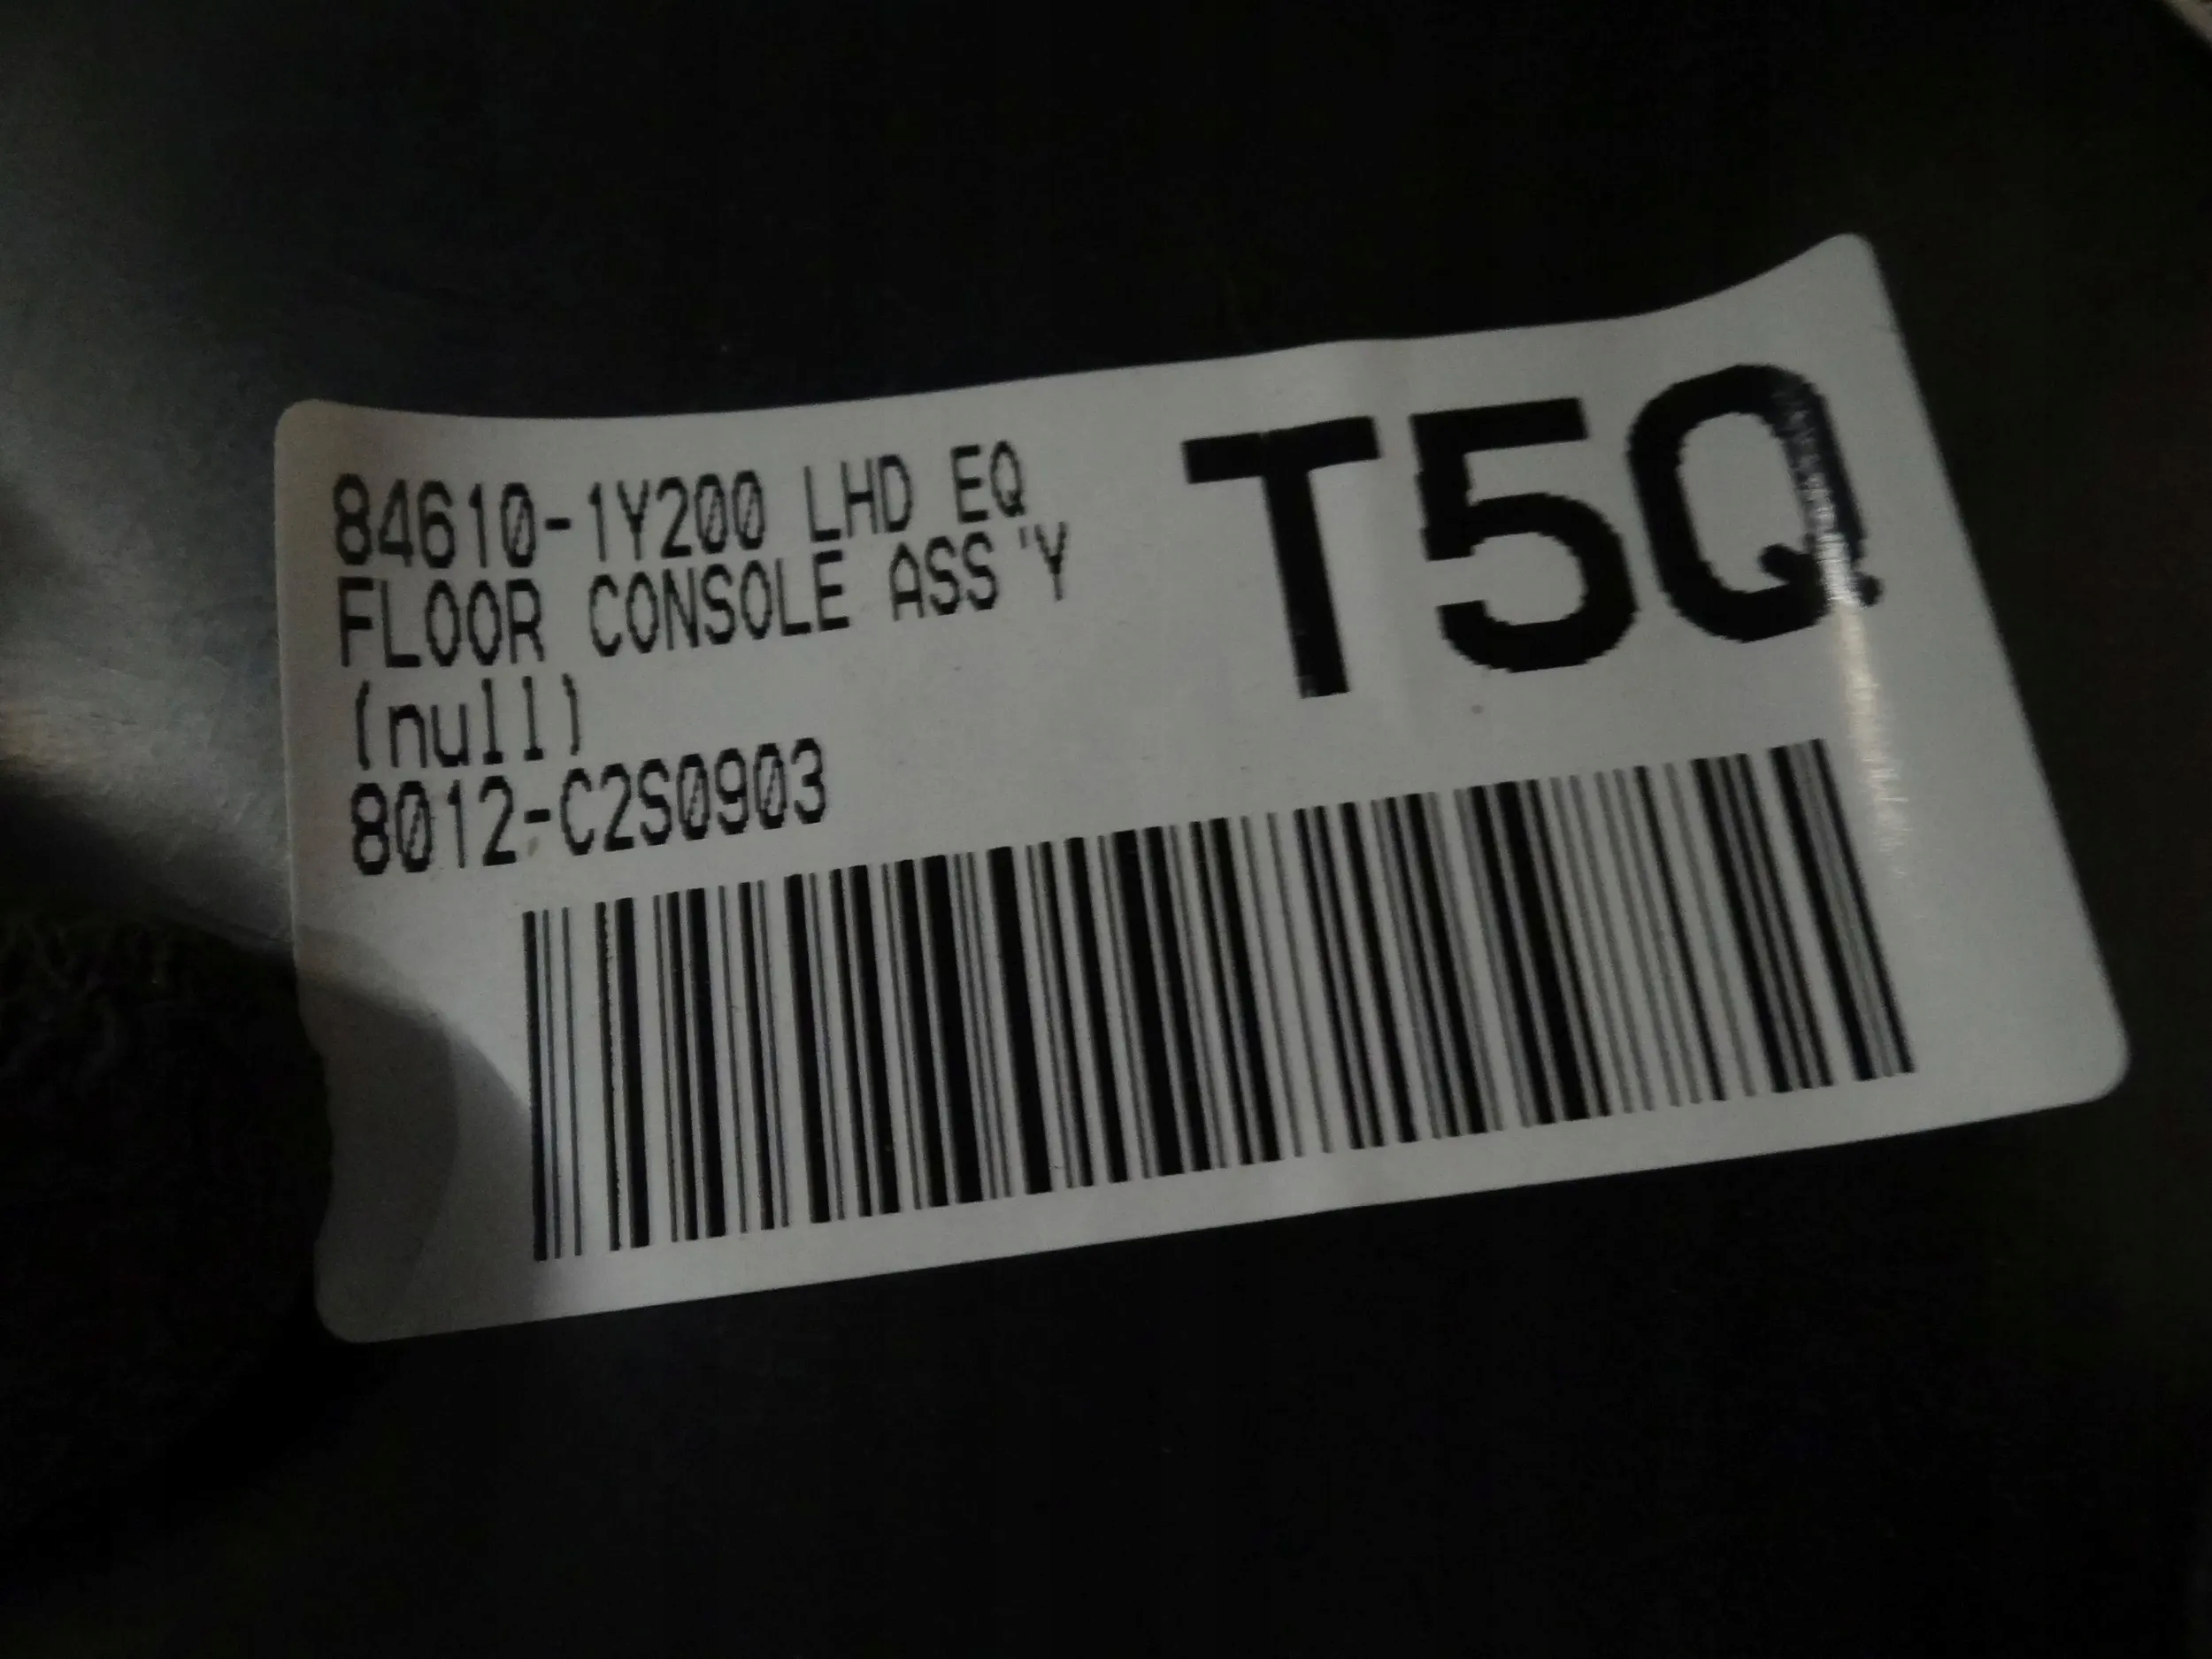 84610-1Y200 LHD EQ
FLOOR CONSOLE ASS'Y
(null)
8012-C2S0903
T5Q